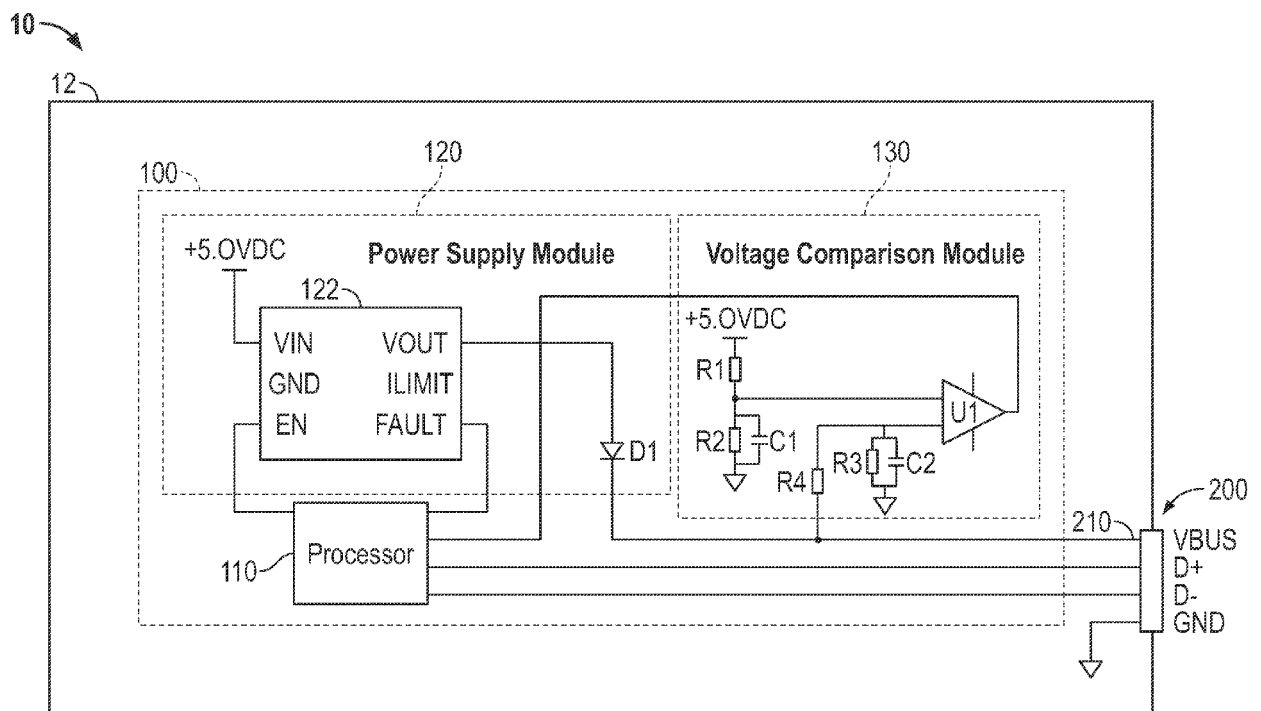 10
12
120
130
100
+5.0VDC
Power Supply Module
Voltage Comparison Module
122
+5.0VDC
VIN
VOUT
GND
ILIMIT
EN
FAULT
R1
U1
R2
C1
D1
R3
C2
R4
200
210
Processor
110
VBUS
D+
D-
GND